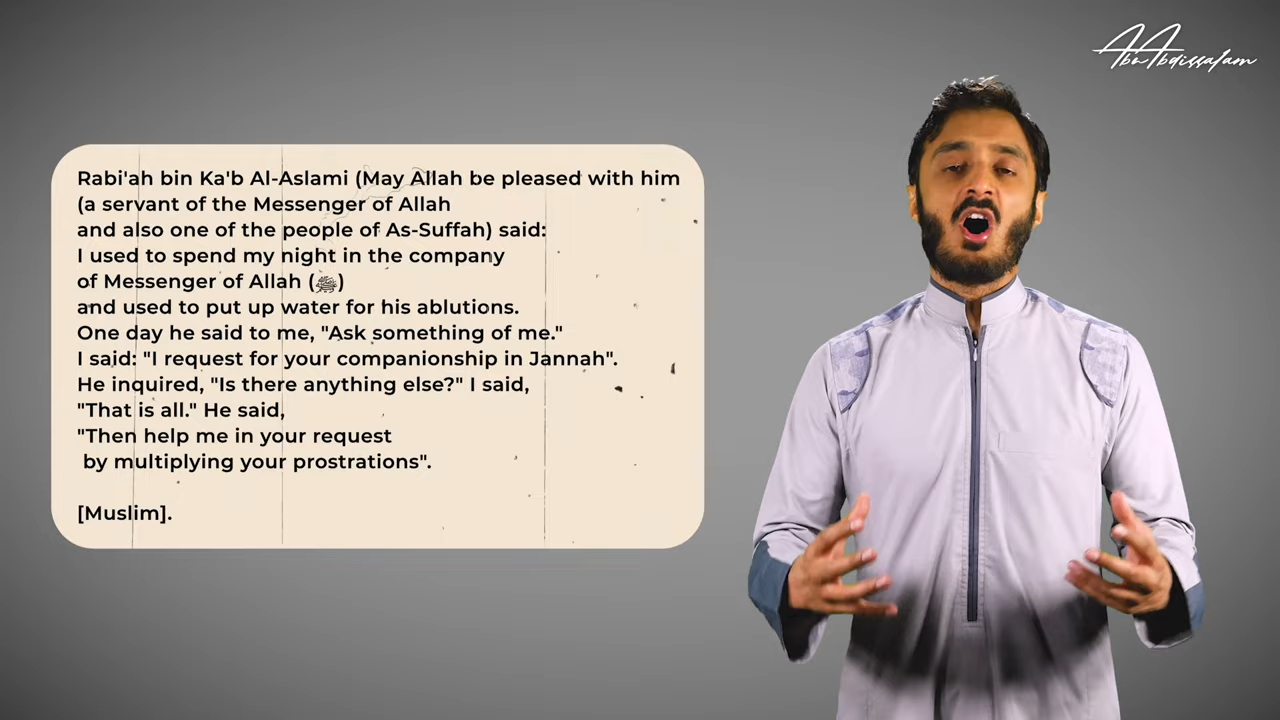 AbuAbdissalam
Rabi'ah bin Ka'b Al-Aslami (May Allah be pleased with him
(a servant of the Messenger of Allah
and also one of the people of As-Suffah) said:
I used to spend my night in the company
of Messenger of Allah (ﷺ)
and used to put up water for his ablutions.
One day he said to me, "Ask something of me."
I said: "I request for your companionship in Jannah".
He inquired, "Is there anything else?" I said,
"That is all." He said,
"Then help me in your request
by multiplying your prostrations".
[Muslim].